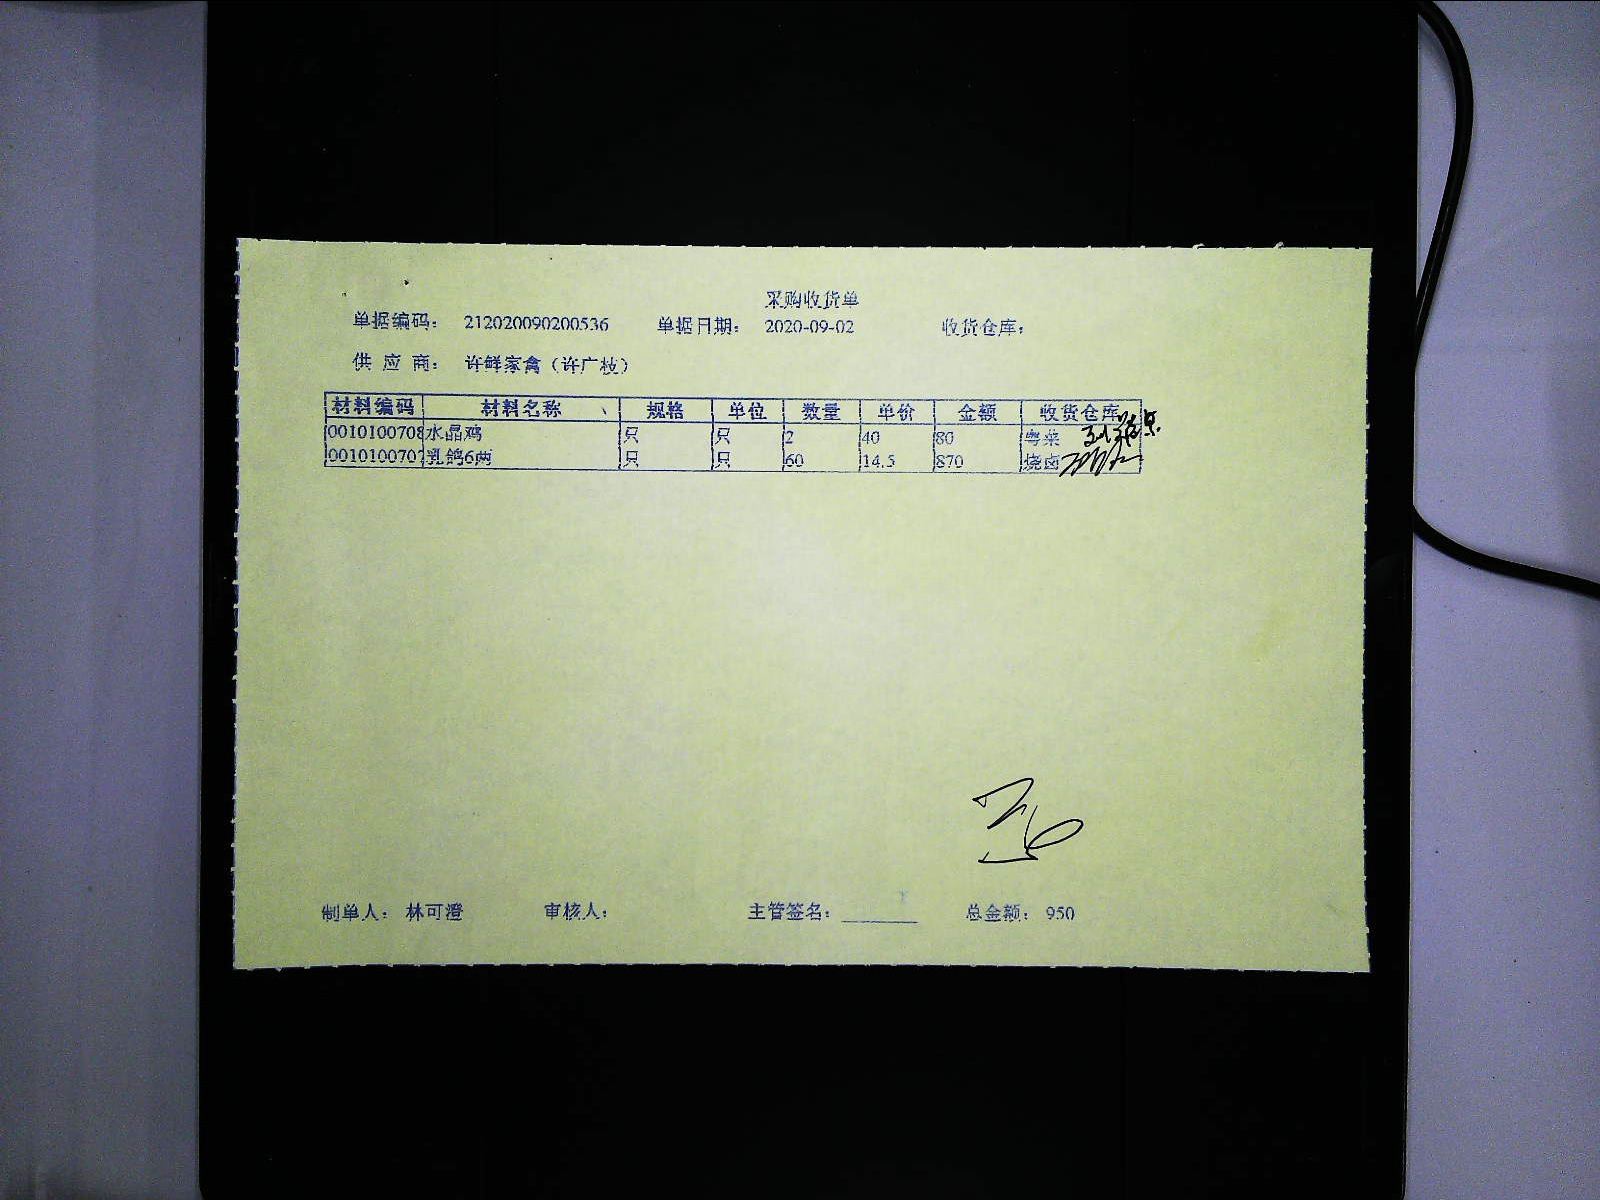 采购收货单
单据编码： 212020090200536 单据日期： 2020-09-02 收货仓库：
供 应 商： 许鲜家禽（许广枝）
材料编码 材料名称 规格 单位 数量 单价 金额 收货仓库
0010100708 水晶鸡 只 只 2 40 80 粤菜
0010100707 乳鸽6两 只 只 60 14.5 870 烧卤
制单人： 林可澄 审核人： 主管签名： 总金额： 950